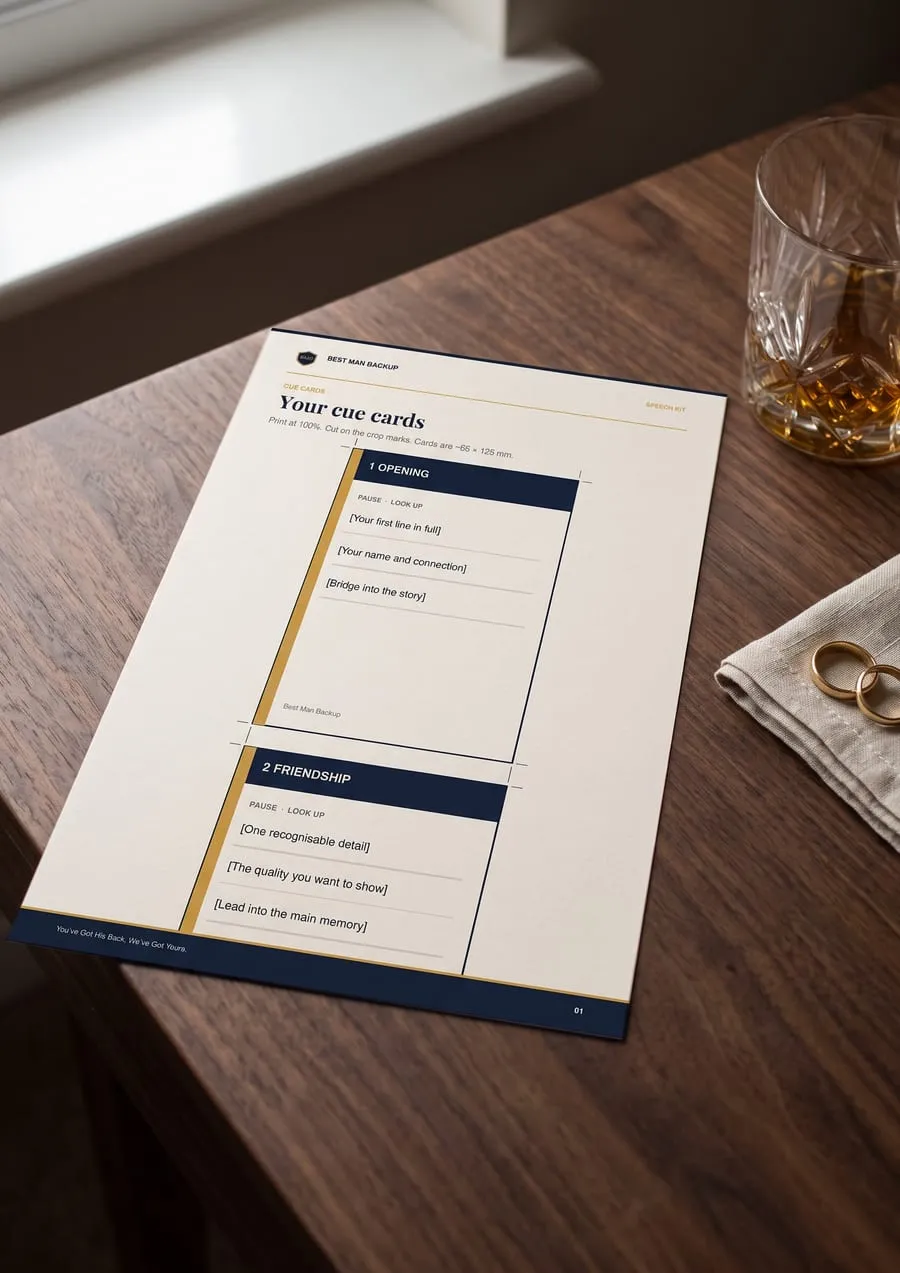 BEST MAN BACKUP
CUE CARDS
SPEECH KIT
Your cue cards
Print at 100%. Cut on the crop marks. Cards are ~65 × 125 mm.
1 OPENING
PAUSE · LOOK UP
[Your first line in full]
[Your name and connection]
[Bridge into the story]
Best Man Backup
2 FRIENDSHIP
PAUSE · LOOK UP
[One recognisable detail]
[The quality you want to show]
[Lead into the main memory]
You've Got His Back, We've Got Yours.
01